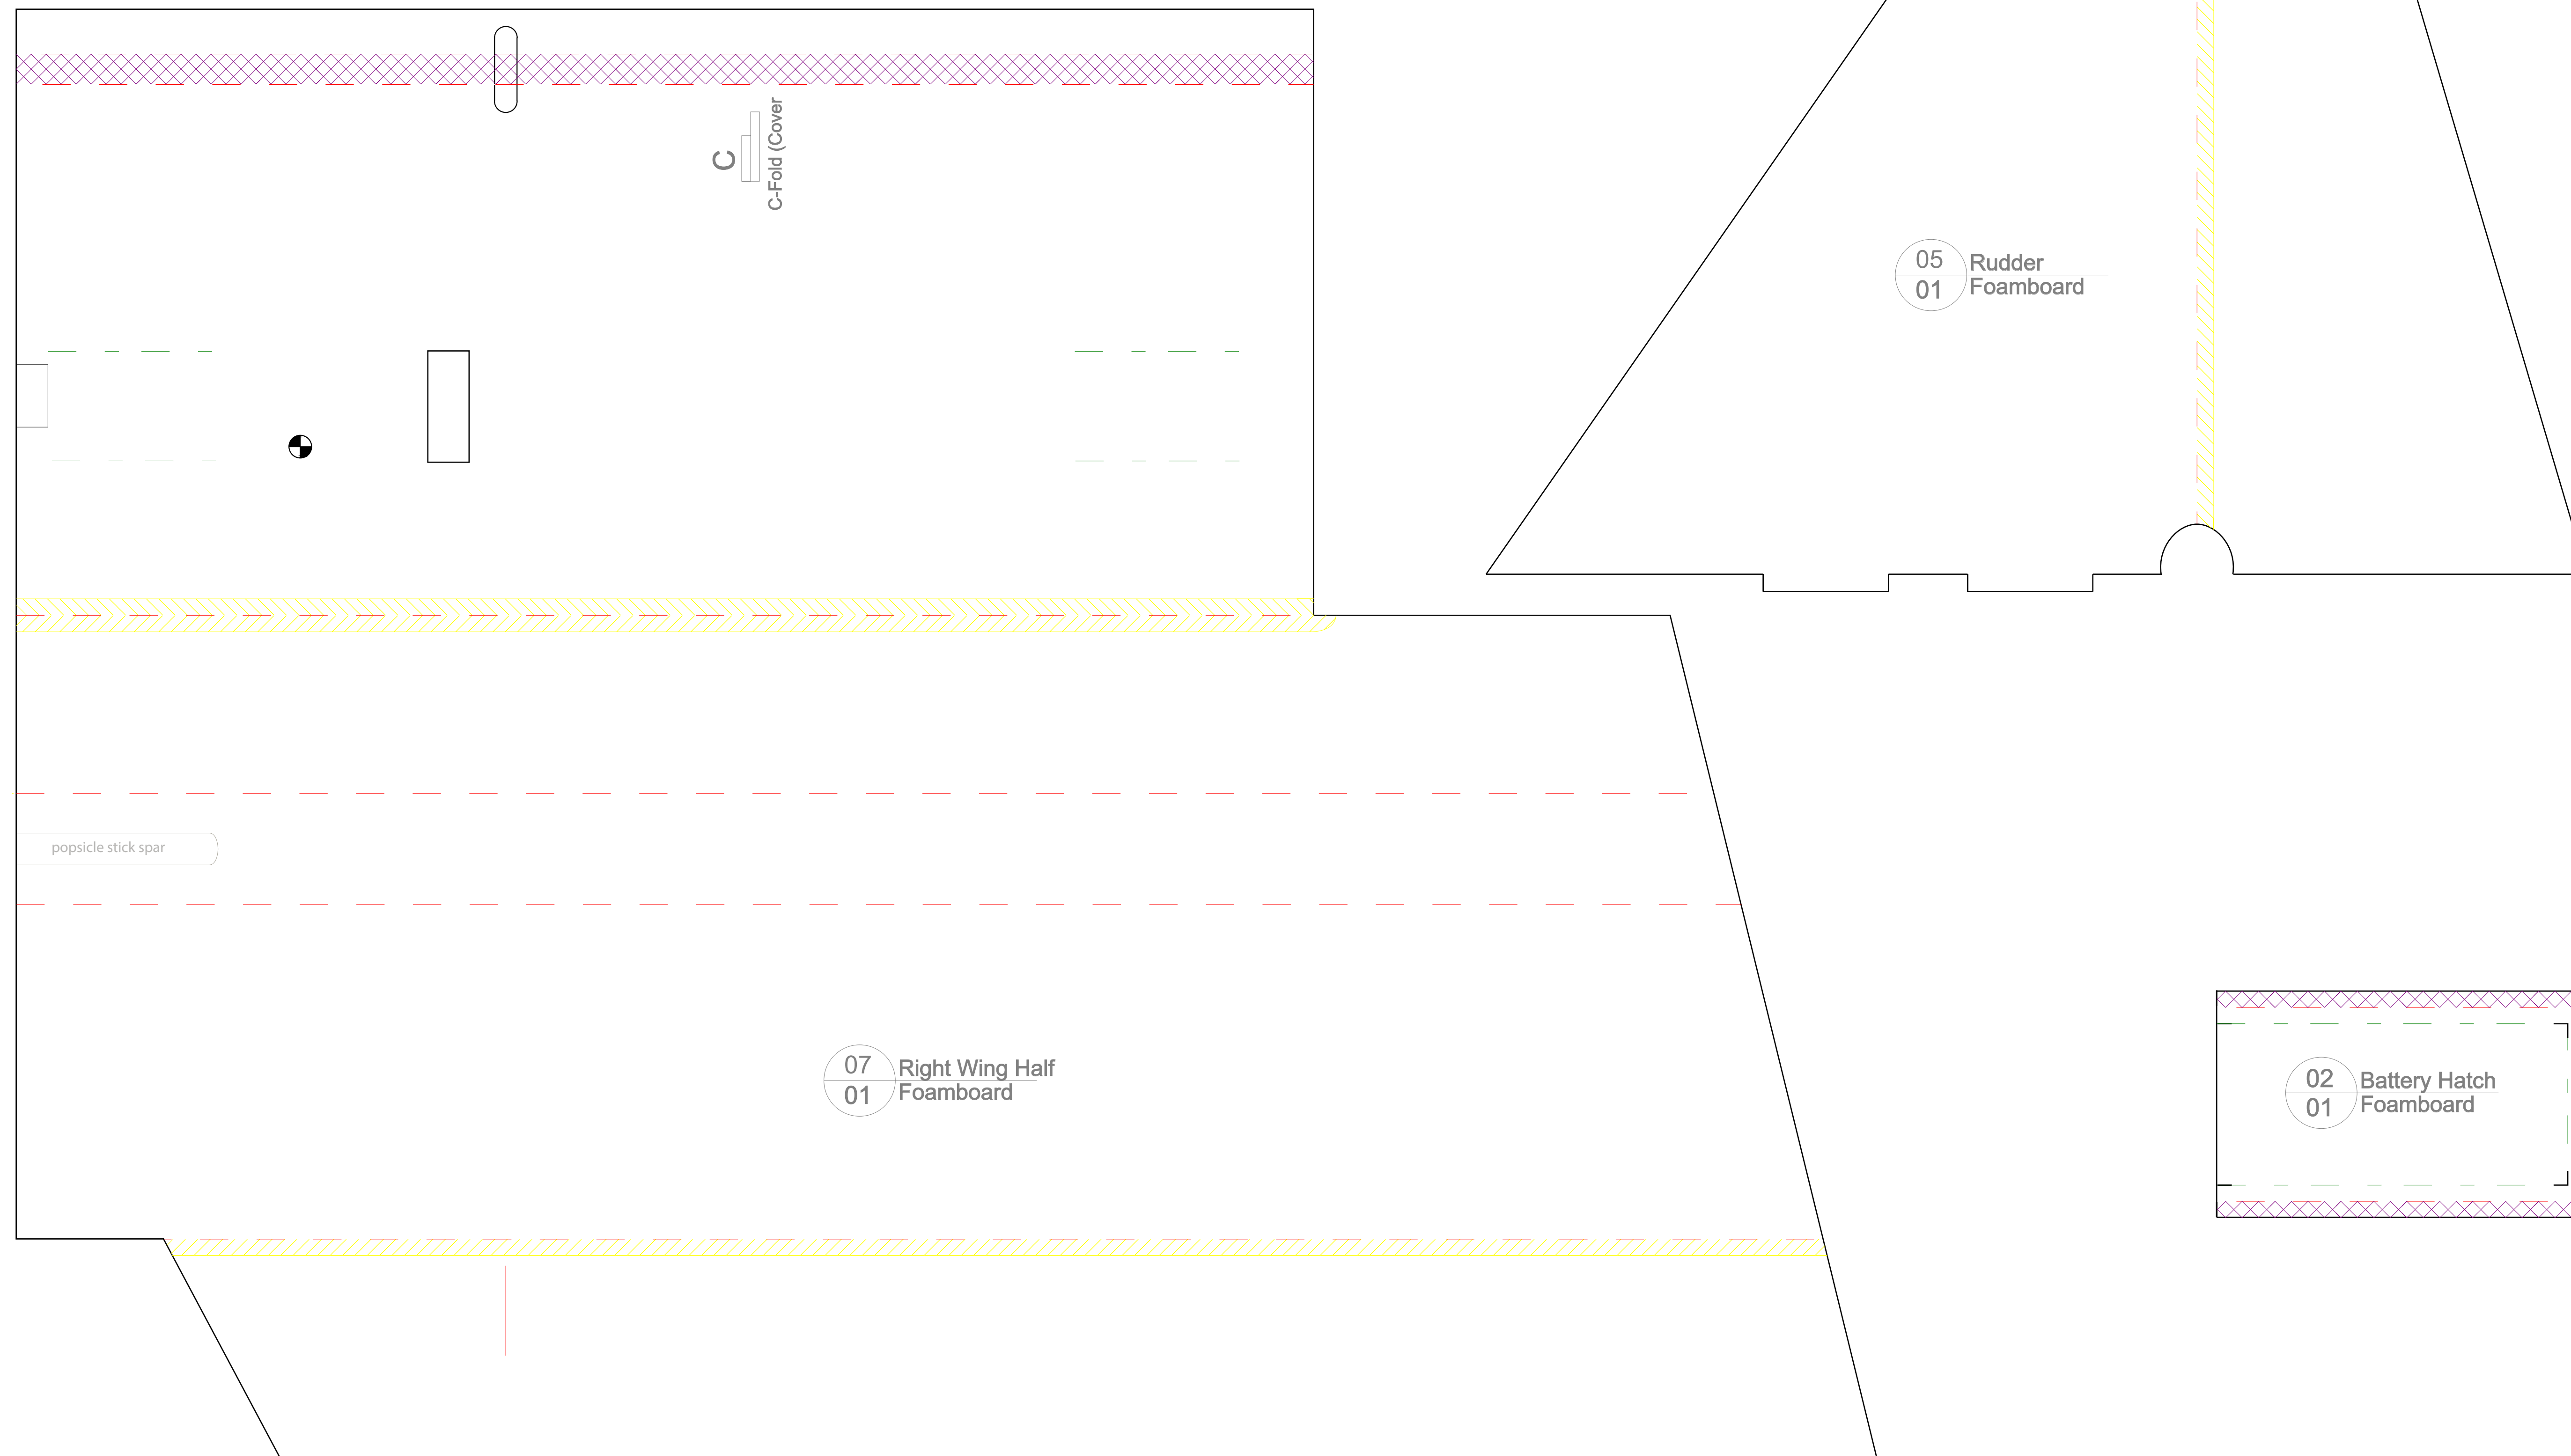 C
C-Fold (Cover
05
01
Rudder
Foamboard
popsicle stick spar
07
01
Right Wing Half
Foamboard
02
01
Battery Hatch
Foamboard